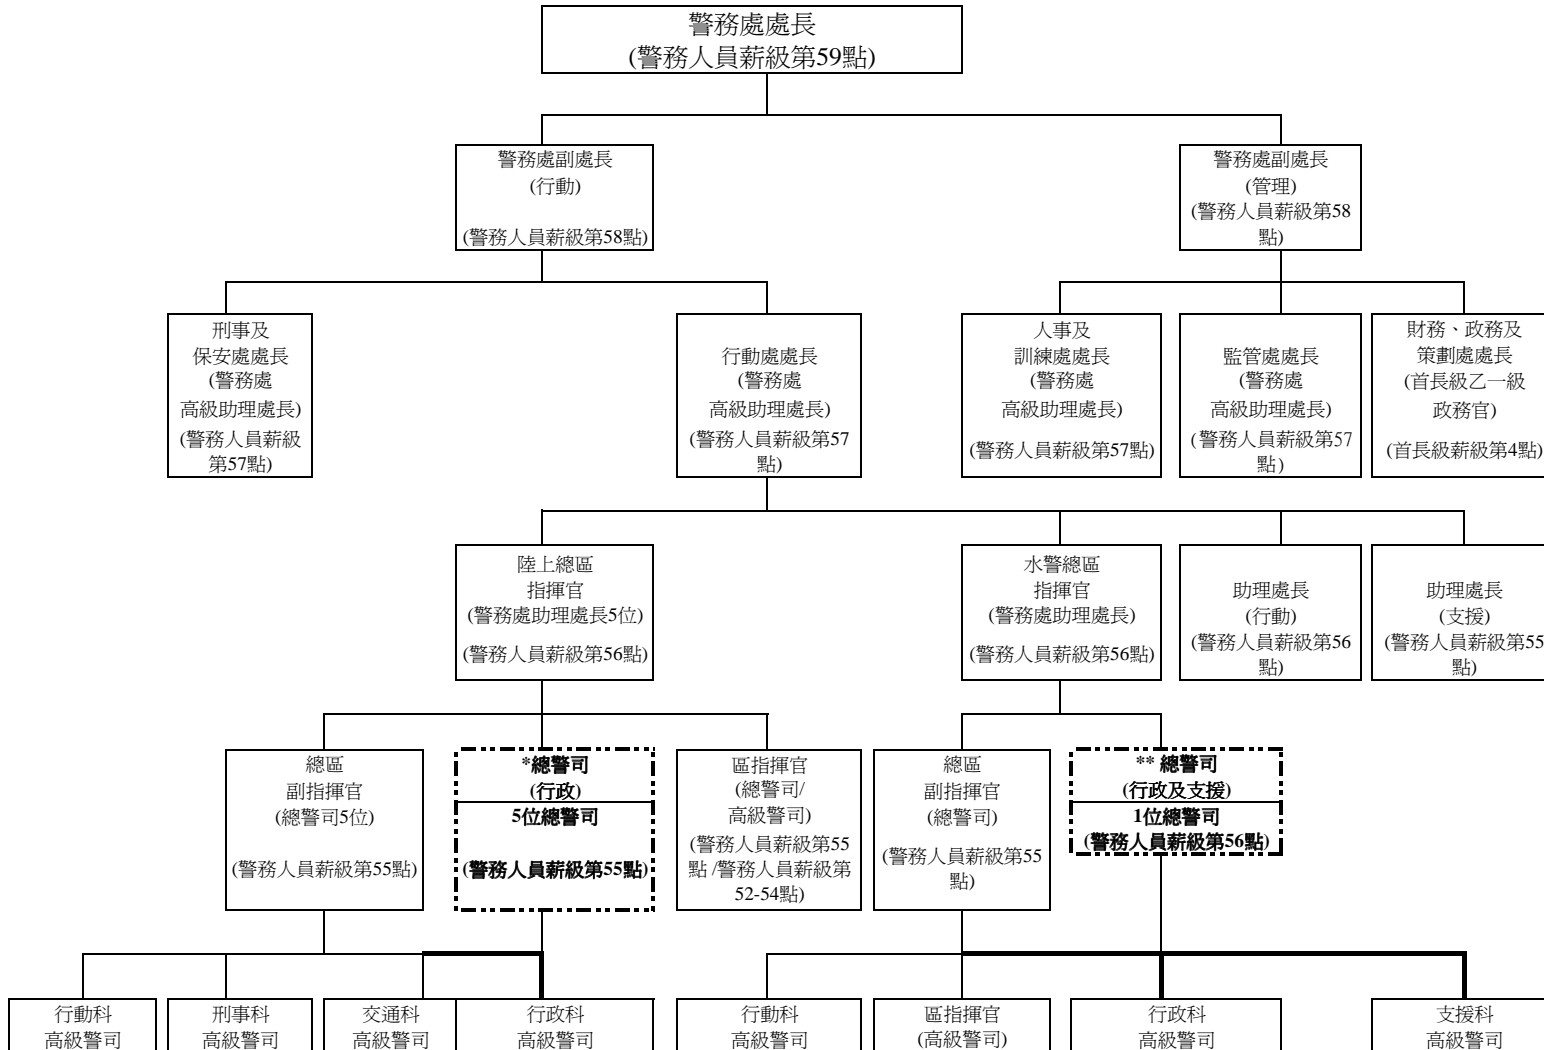 警務處處長
(警務人員薪級第59點)
警務處副處長
(行動)
(警務人員薪級第58點)
警務處副處長
(管理)
(警務人員薪級第58
點)
刑事及
保安處處長
(警務處
高級助理處長)
(警務人員薪級
第57點)
行動處處長
(警務處
高級助理處長)
(警務人員薪級第57
點)
人事及
訓練處處長
(警務處
高級助理處長)
(警務人員薪級第57點)
監管處處長
(警務處
高級助理處長)
(警務人員薪級第57
點)
財務、政務及
策劃處處長
(首長級乙一級
政務官)
(首長級薪級第4點)
陸上總區
指揮官
(警務處助理處長5位)
(警務人員薪級第56點)
水警總區
指揮官
(警務處助理處長)
(警務人員薪級第56點)
助理處長
(行動)
(警務人員薪級第56
點)
助理處長
(支援)
(警務人員薪級第55
點)
總區
副指揮官
(總警司5位)
(警務人員薪級第55點)
*總警司
(行政)
5位總警司
(警務人員薪級第55點)
區指揮官
(總警司/
高級警司)
(警務人員薪級第55
點 /警務人員薪級第
52-54點)
總區
副指揮官
(總警司)
(警務人員薪級第55
點)
** 總警司
(行政及支援)
1位總警司
(警務人員薪級第56點)
行動科
高級警司
刑事科
高級警司
交通科
高級警司
行政科
高級警司
行動科
高級警司
區指揮官
(高級警司)
行政科
高級警司
支援科
高級警司